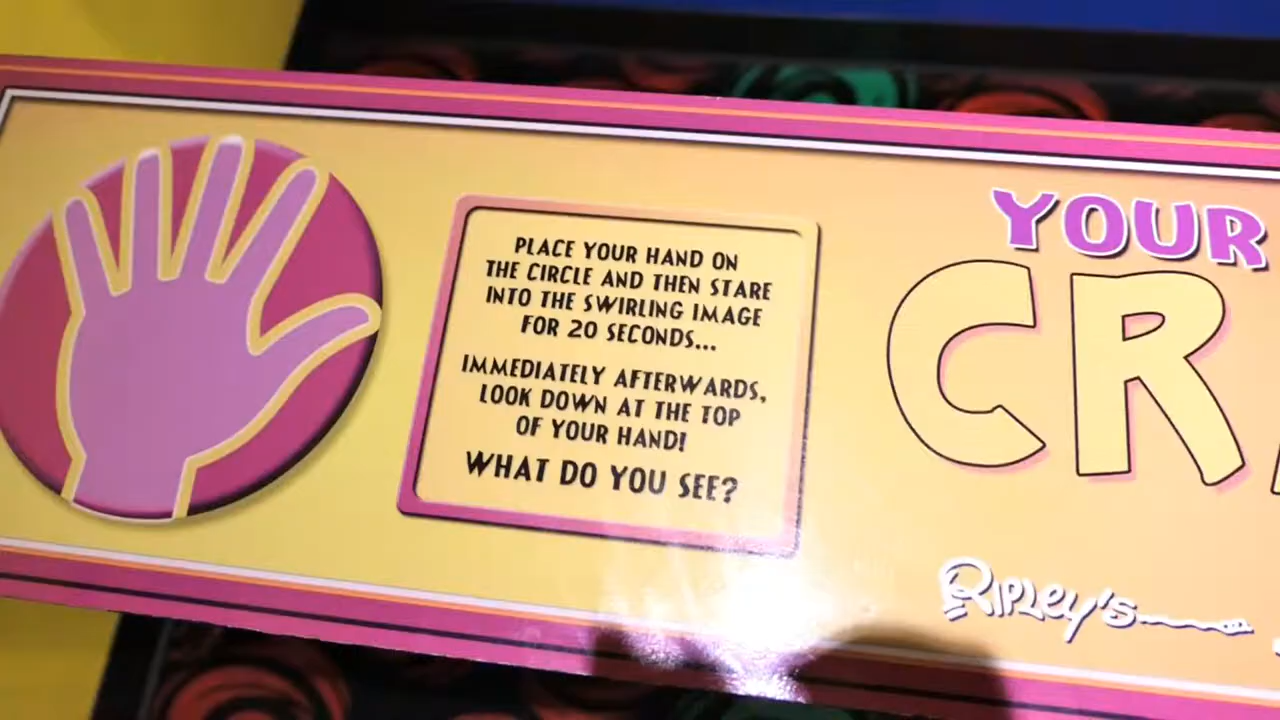 PLACE YOUR HAND ON
THE CIRCLE AND THEN STARE
INTO THE SWIRLING IMAGE
FOR 20 SECONDS...
IMMEDIATELY AFTERWARDS,
LOOK DOWN AT THE TOP
OF YOUR HAND!
WHAT DO YOU SEE?
YOUR
CR
RIPLEY'S